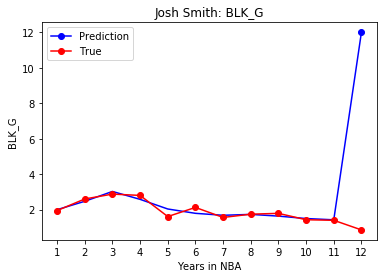 Josh Smith: BLK_G
Prediction
True
BLK_G
12
10
8
6
4
2
1 2 3 4 5 6 7 8 9 10 11 12
Years in NBA